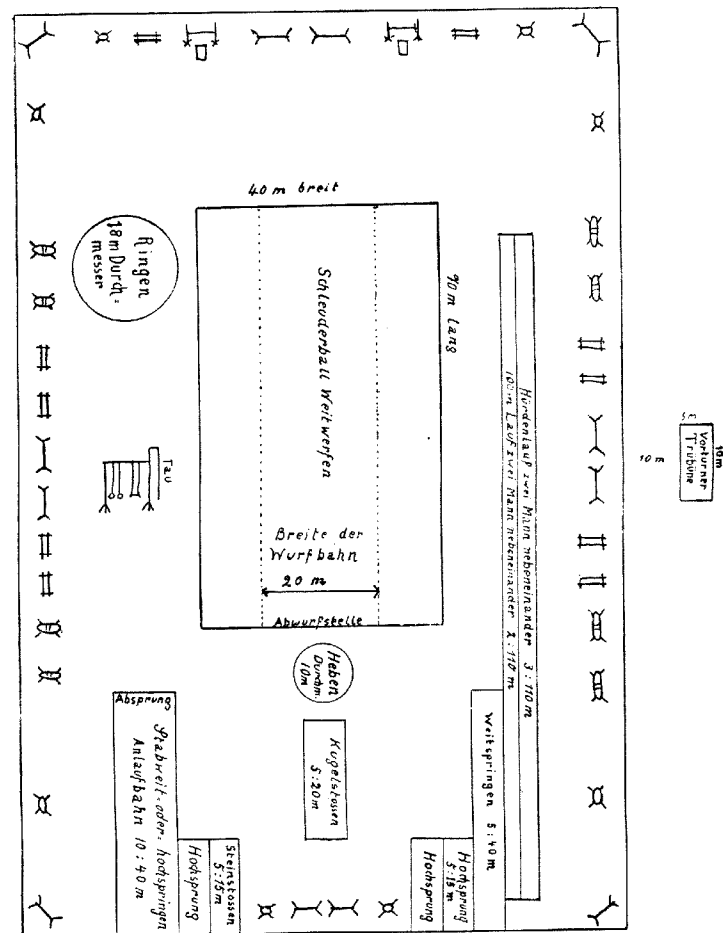 40 m breit
Ringen
18 m Durch=
messer
Schleuderball Weitwerfen
90 m lang
Hürdenlauf zwei Mann nebeneinander 3:110 m
100 m Lauf zwei Mann nebeneinander 2:110 m
10 m
Vorturner
Trubüne
5 m
10 m
Tau
Breite der
Wurfbahn
20 m
Abwurfstelle
Heben
Durchm.
10 m
Absprung
Stabweit-oder-hochspringen
Anlaufbahn 10:40 m
Kugelstossen
5:20 m
Weitspringen 5:40 m
Steinstossen
5:15 m
Hochsprung
Hochsprung
5:15 m
Hochsprung